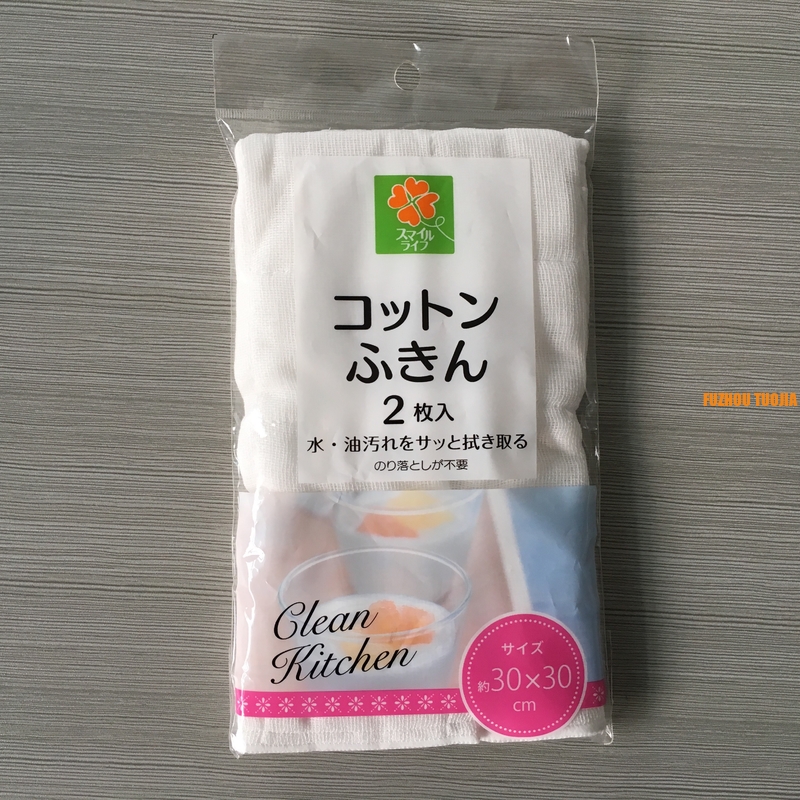 スマイル
ライフ
コットン
ふきん
2枚入
水・油汚れをサッと拭き取る
のり落としが不要
FUZHOU TUOJIA
Clean
Kitchen
サイズ
約30×30
cm